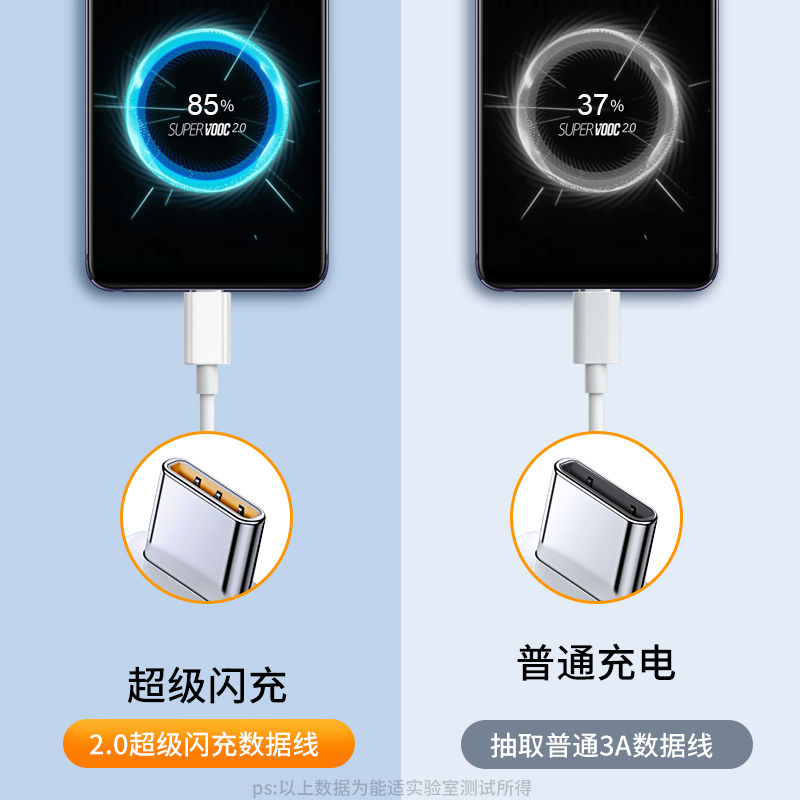 85%
SUPER VOOC 2.0
37%
SUPER VOOC 2.0
超级闪充
2.0超级闪充数据线
普通充电
抽取普通3A数据线
ps:以上数据为能适实验室测试所得